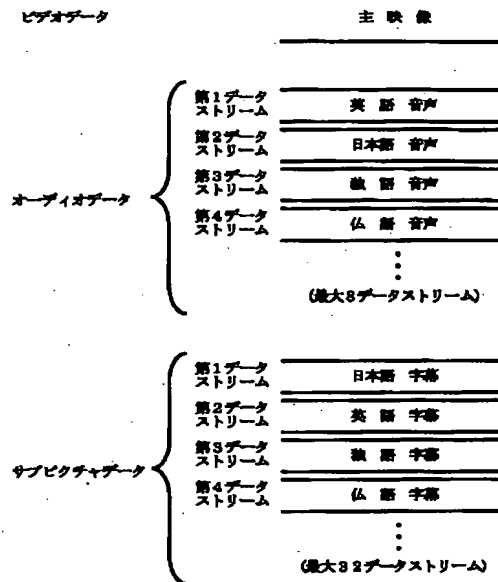 ビデオデータ 主映像
第1データ
ストリーム 英語 音声
第2データ
ストリーム 日本語 音声
オーディオデータ
第3データ
ストリーム 独語 音声
第4データ
ストリーム 仏語 音声
(最大8データストリーム)
第1データ
ストリーム 日本語 字幕
第2データ
ストリーム 英語 字幕
サブピクチャデータ
第3データ
ストリーム 独語 字幕
第4データ
ストリーム 仏語 字幕
(最大32データストリーム)